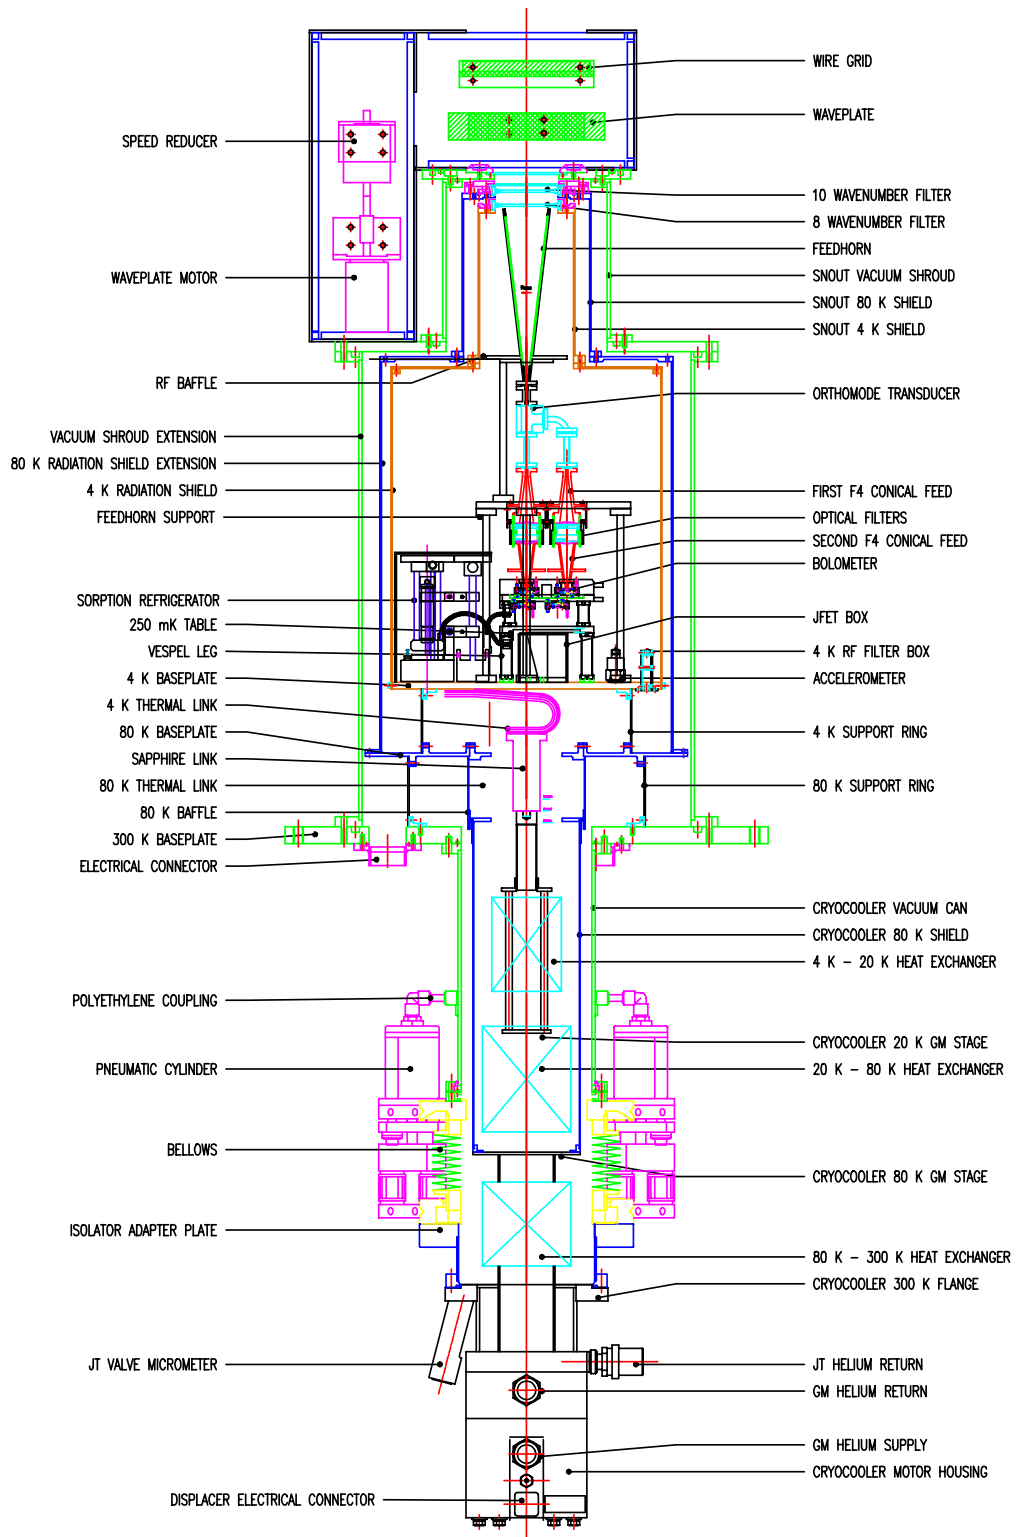 WIRE GRID
WAVEPLATE
SPEED REDUCER
10 WAVENUMBER FILTER
8 WAVENUMBER FILTER
FEEDHORN
WAVEPLATE MOTOR
SNOUT VACUUM SHROUD
SNOUT 80 K SHIELD
SNOUT 4 K SHIELD
RF BAFFLE
ORTHOMODE TRANSDUCER
VACUUM SHROUD EXTENSION
80 K RADIATION SHIELD EXTENSION
4 K RADIATION SHIELD
FIRST F4 CONICAL FEED
FEEDHORN SUPPORT
OPTICAL FILTERS
SECOND F4 CONICAL FEED
BOLOMETER
SORPTION REFRIGERATOR
JFET BOX
250 mK TABLE
VESPEL LEG
4 K RF FILTER BOX
4 K BASEPLATE
ACCELEROMETER
4 K THERMAL LINK
80 K BASEPLATE
4 K SUPPORT RING
SAPPHIRE LINK
80 K THERMAL LINK
80 K SUPPORT RING
80 K BAFFLE
300 K BASEPLATE
ELECTRICAL CONNECTOR
CRYOCOOLER VACUUM CAN
CRYOCOOLER 80 K SHIELD
4 K – 20 K HEAT EXCHANGER
POLYETHYLENE COUPLING
CRYOCOOLER 20 K GM STAGE
PNEUMATIC CYLINDER
20 K – 80 K HEAT EXCHANGER
BELLOWS
CRYOCOOLER 80 K GM STAGE
ISOLATOR ADAPTER PLATE
80 K – 300 K HEAT EXCHANGER
CRYOCOOLER 300 K FLANGE
JT VALVE MICROMETER
JT HELIUM RETURN
GM HELIUM RETURN
GM HELIUM SUPPLY
CRYOCOOLER MOTOR HOUSING
DISPLACER ELECTRICAL CONNECTOR